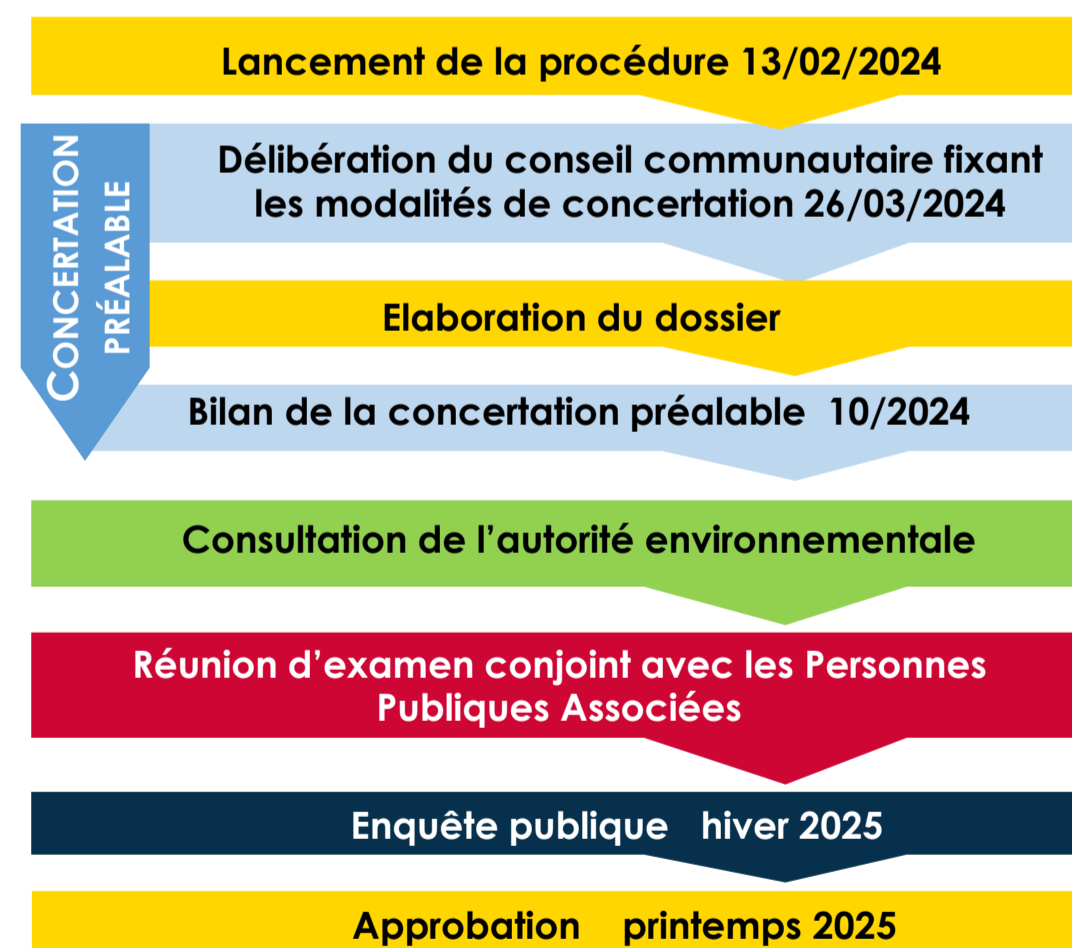 Lancement de la procédure 13/02/2024
CONCERTATION
PRÉALABLE
Délibération du conseil communautaire fixant
les modalités de concertation 26/03/2024
Elaboration du dossier
Bilan de la concertation préalable 10/2024
Consultation de l’autorité environnementale
Réunion d’examen conjoint avec les Personnes
Publiques Associées
Enquête publique hiver 2025
Approbation printemps 2025